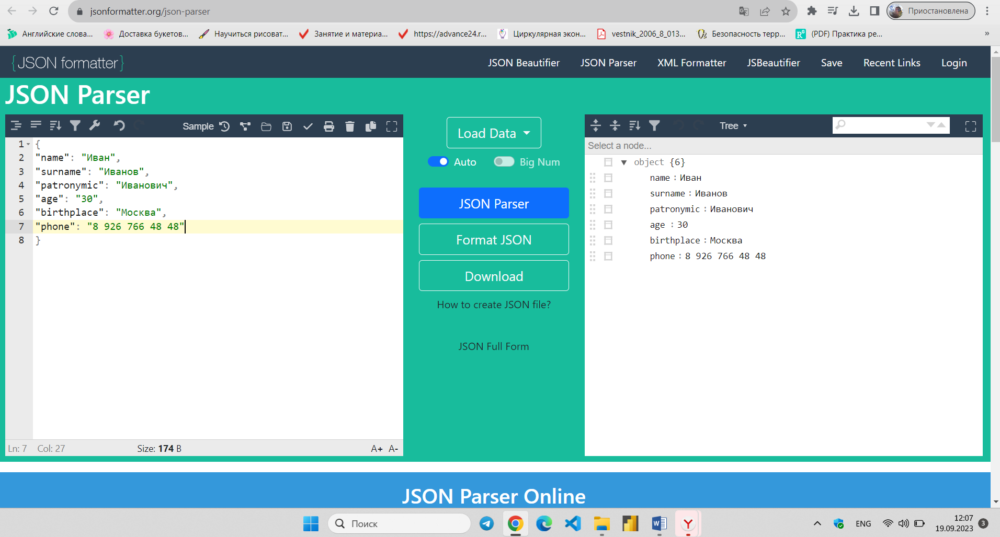 jsonformatter.org/json-parser
Приостановлена
Английские слова... Доставка букетов... Научиться рисоват... Занятие и материа... https://advance24.r... Циркулярная экон... vestnik_2006_8_013... Безопасность терр... (PDF) Практика ре... »
{JSON formatter} JSON Beautifier JSON Parser XML Formatter JSBeautifier Save Recent Links Login
JSON Parser
Sample
1 {
2 "name": "Иван",
3 "surname": "Иванов",
4 "patronymic": "Иванович",
5 "age": "30",
6 "birthplace": "Москва",
7 "phone": "8 926 766 48 48"
8 }
Ln: 7 Col: 27 Size: 174 B A+ A-
Load Data
Auto Big Num
JSON Parser
Format JSON
Download
How to create JSON file?
JSON Full Form
Tree
Select a node...
object {6}
name : Иван
surname : Иванов
patronymic : Иванович
age : 30
birthplace : Москва
phone : 8 926 766 48 48
JSON Parser Online
Поиск
ENG
12:07
19.09.2023
3